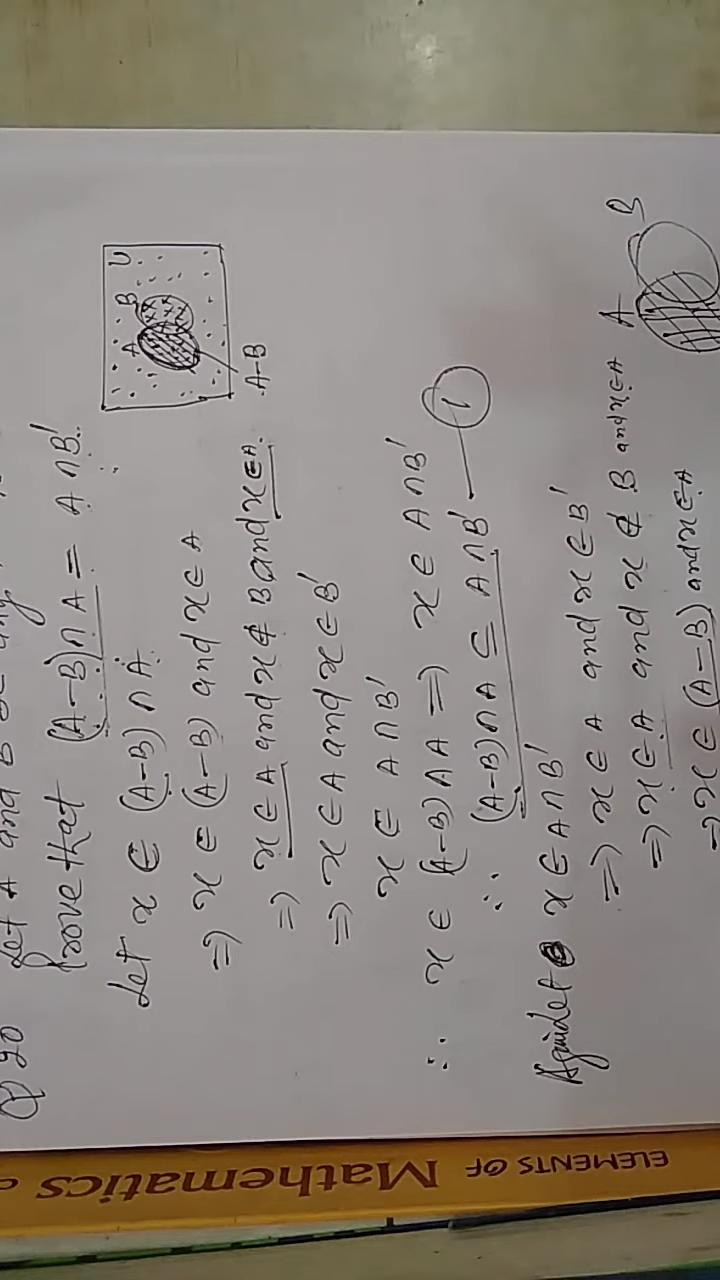 Q 20 Let A and B be any
Prove that (A-B)∩A = A∩B'.
Let x ∈ (A-B)∩A
A B U
A-B
⇒ x ∈ (A-B) and x ∈ A
⇒ x ∈ A and x ∉ B and x ∈ A.
⇒ x ∈ A and x ∈ B'
x ∈ A∩B'
∴ x ∈ (A-B)∩A ⇒ x ∈ A∩B'
∴ (A-B)∩A ⊆ A∩B' — 1
Again let x ∈ A∩B'
⇒ x ∈ A and x ∈ B'
⇒ x ∈ A and x ∉ B and x ∈ A
A B
⇒ x ∈ (A-B) and x ∈ A
ELEMENTS OF Mathematics